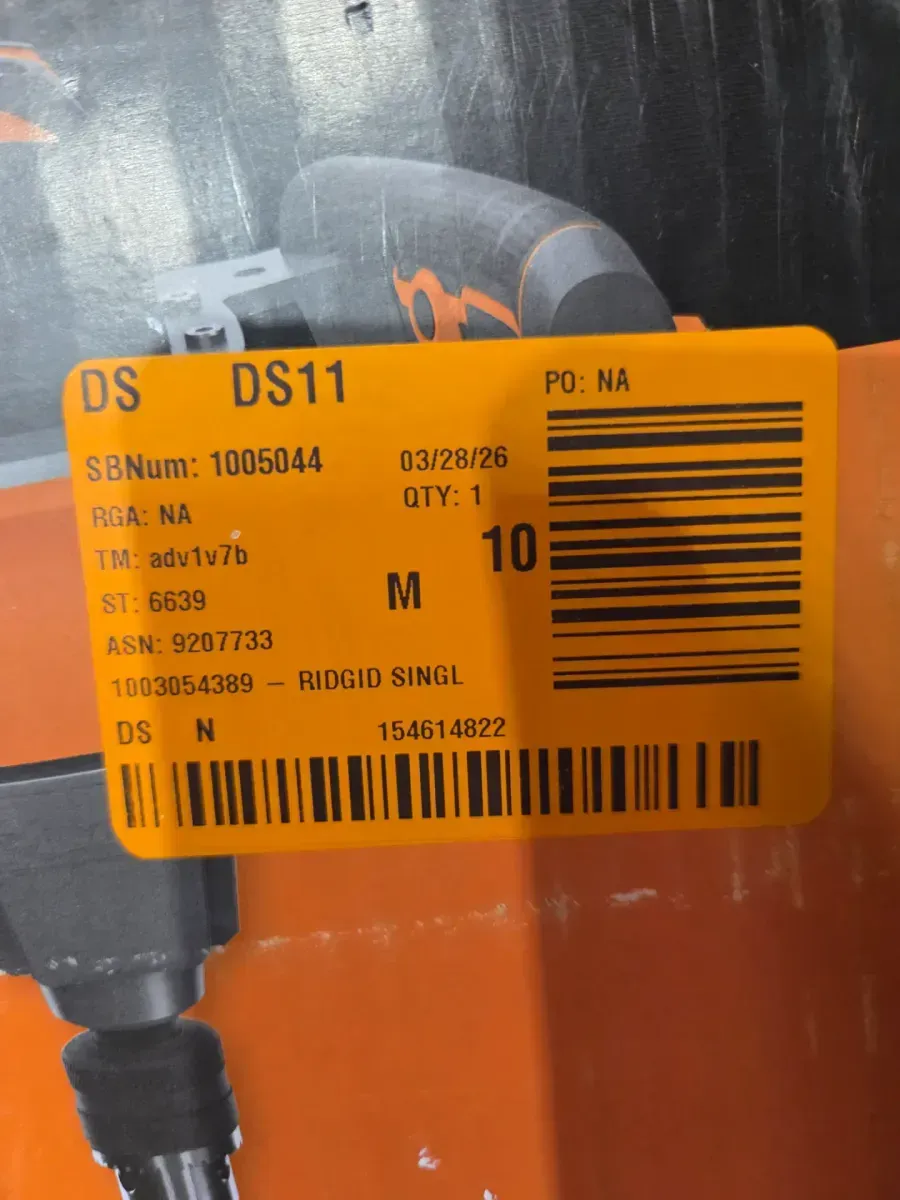 DS DS11 PO: NA
SBNum: 1005044 03/28/26
RGA: NA QTY: 1
TM: adv1v7b 10
ST: 6639 M
ASN: 9207733
1003054389 – RIDGID SINGL
DS N 154614822